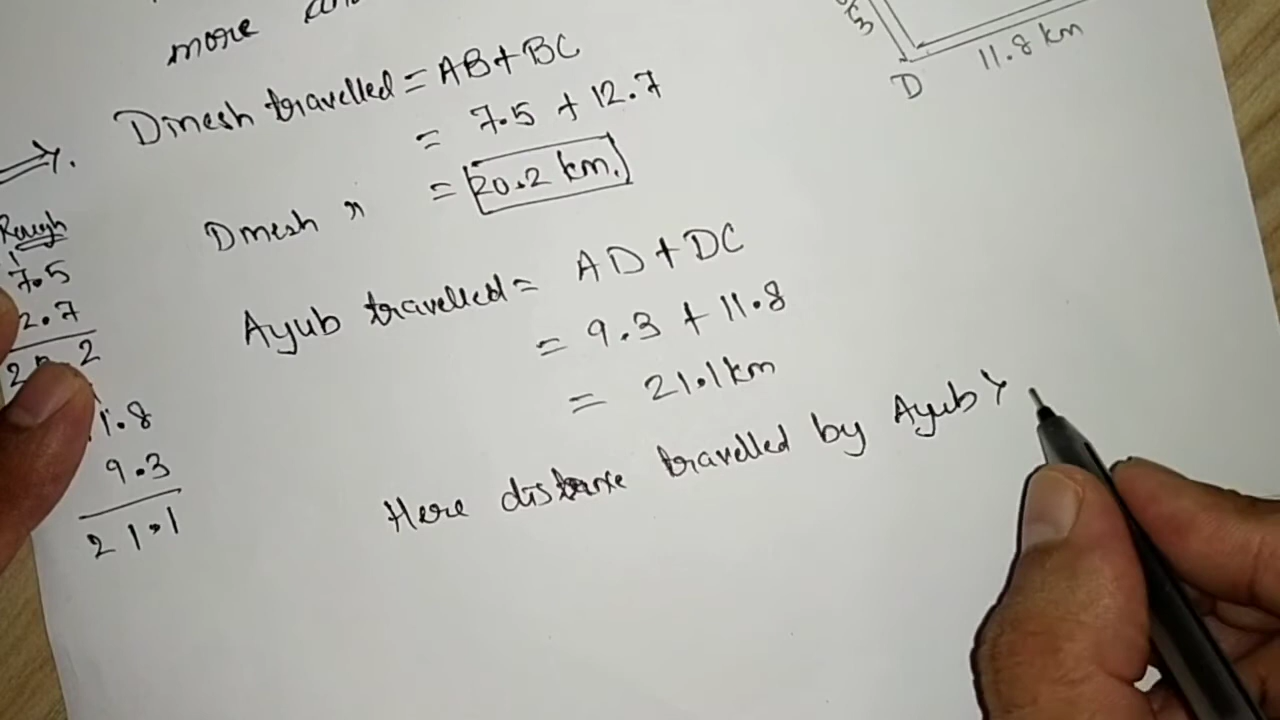 more
Dinesh travelled = AB + BC
= 7.5 + 12.7
Dinesh " = 20.2 km.
Ayub travelled = AD + DC
= 9.3 + 11.8
= 21.1 km
Here distance travelled by Ayub >
Rough
1
7.5
2.7
2 . 2
1.8
9.3
21.1
D
11.8 km